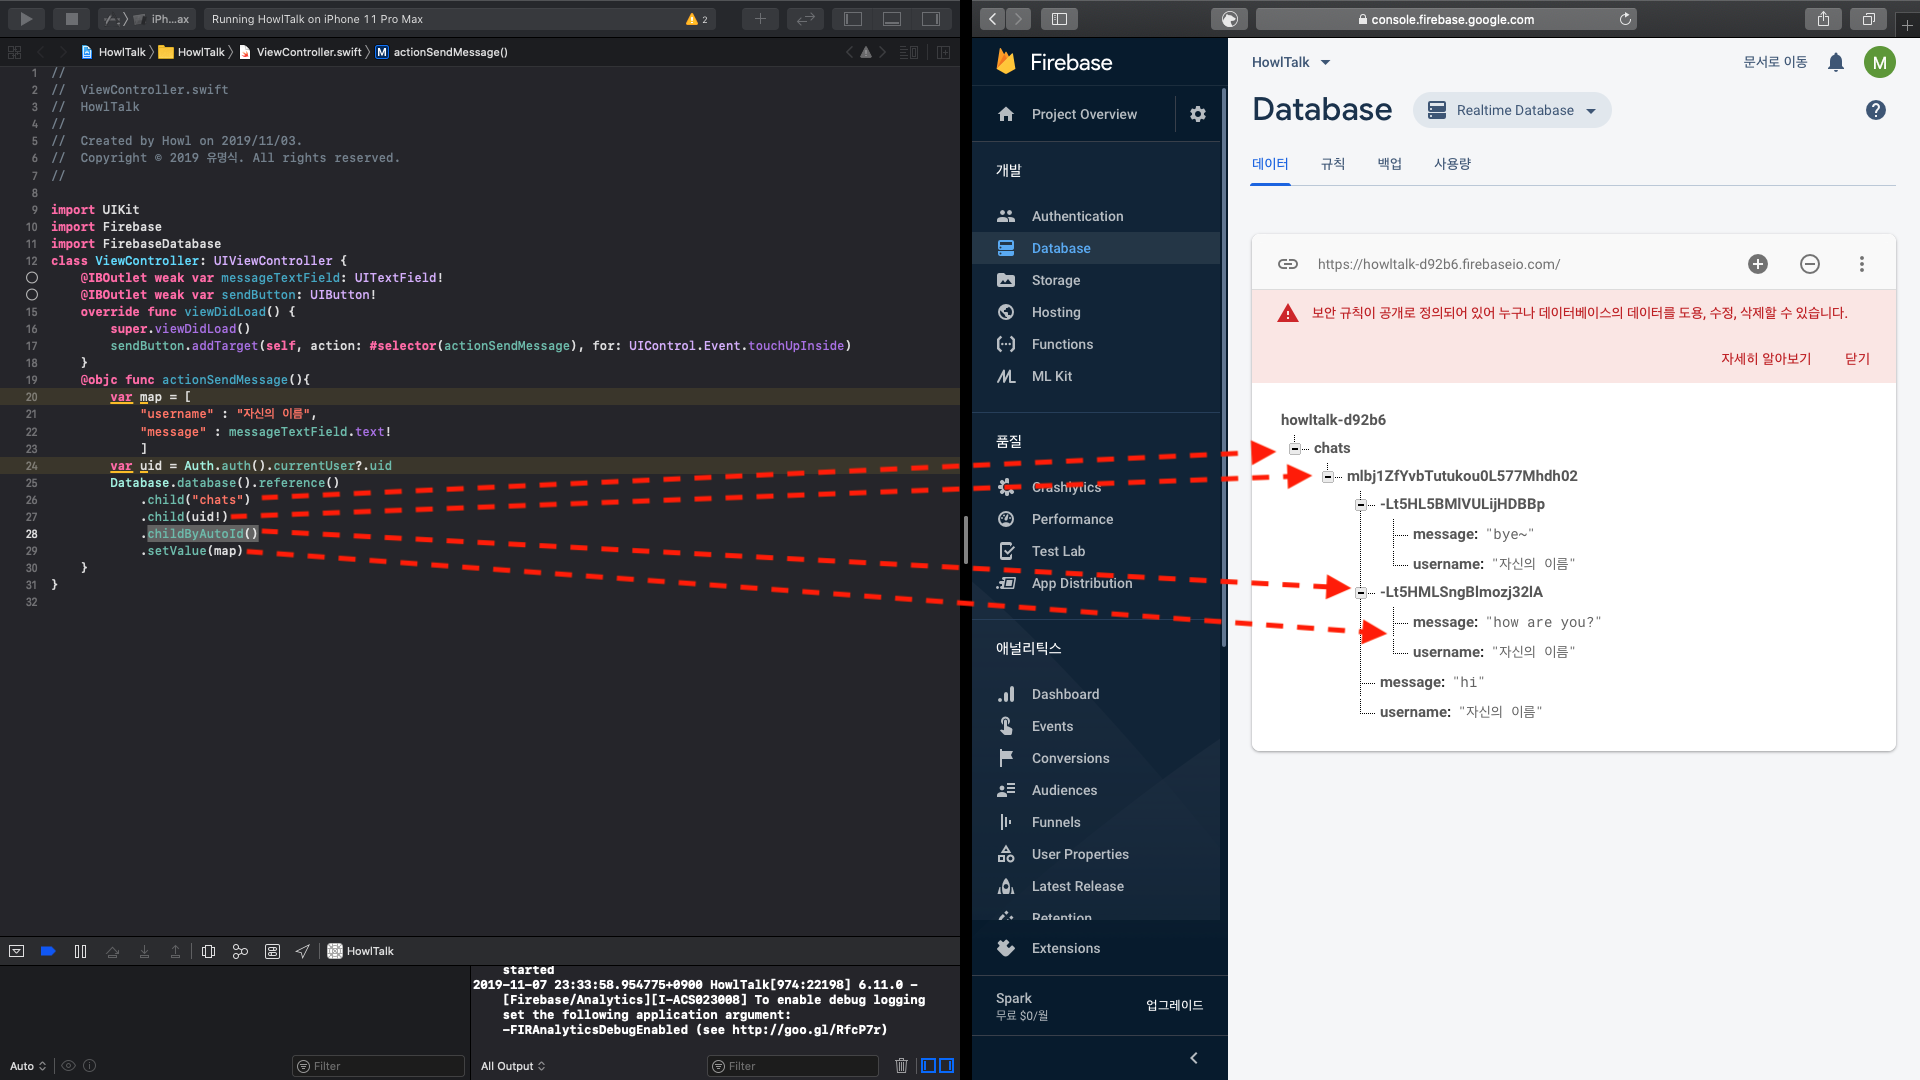 iPh...ax
Running HowlTalk on iPhone 11 Pro Max
2
HowlTalk
HowlTalk
ViewController.swift
M
actionSendMessage()
1 //
2 //  ViewController.swift
3 //  HowlTalk
4 //
5 //  Created by Howl on 2019/11/03.
6 //  Copyright © 2019 유명식. All rights reserved.
7 //
8
9 import UIKit
10 import Firebase
11 import FirebaseDatabase
12 class ViewController: UIViewController {
@IBOutlet weak var messageTextField: UITextField!
@IBOutlet weak var sendButton: UIButton!
15 override func viewDidLoad() {
16 super.viewDidLoad()
17 sendButton.addTarget(self, action: #selector(actionSendMessage), for: UIControl.Event.touchUpInside)
18 }
19 @objc func actionSendMessage(){
20 var map = [
21 "username" : "자신의 이름",
22 "message" : messageTextField.text!
23 ]
24 var uid = Auth.auth().currentUser?.uid
25 Database.database().reference()
26 .child("chats")
27 .child(uid!)
28 .childByAutoId()
29 .setValue(map)
30 }
31 }
32
HowlTalk
started
2019-11-07 23:33:58.954775+0900 HowlTalk[974:22198] 6.11.0 -
[Firebase/Analytics][I-ACS023008] To enable debug logging
set the following application argument:
-FIRAnalyticsDebugEnabled (see http://goo.gl/RfcP7r)
Auto
Filter
All Output
Filter
console.firebase.google.com
Firebase
Project Overview
개발
Authentication
Database
Storage
Hosting
Functions
ML Kit
품질
Crashlytics
Performance
Test Lab
App Distribution
애널리틱스
Dashboard
Events
Conversions
Audiences
Funnels
User Properties
Latest Release
Retention
Extensions
Spark
무료 $0/월
업그레이드
HowlTalk
문서로 이동
M
Database
Realtime Database
?
데이터
규칙
백업
사용량
https://howltalk-d92b6.firebaseio.com/
보안 규칙이 공개로 정의되어 있어 누구나 데이터베이스의 데이터를 도용, 수정, 삭제할 수 있습니다.
자세히 알아보기
닫기
howltalk-d92b6
chats
mlbj1ZfYvbTutukou0L577Mhdh02
-Lt5HL5BMlVULijHDBBp
message: "bye~"
username: "자신의 이름"
-Lt5HMLSngBlmozj32lA
message: "how are you?"
username: "자신의 이름"
message: "hi"
username: "자신의 이름"